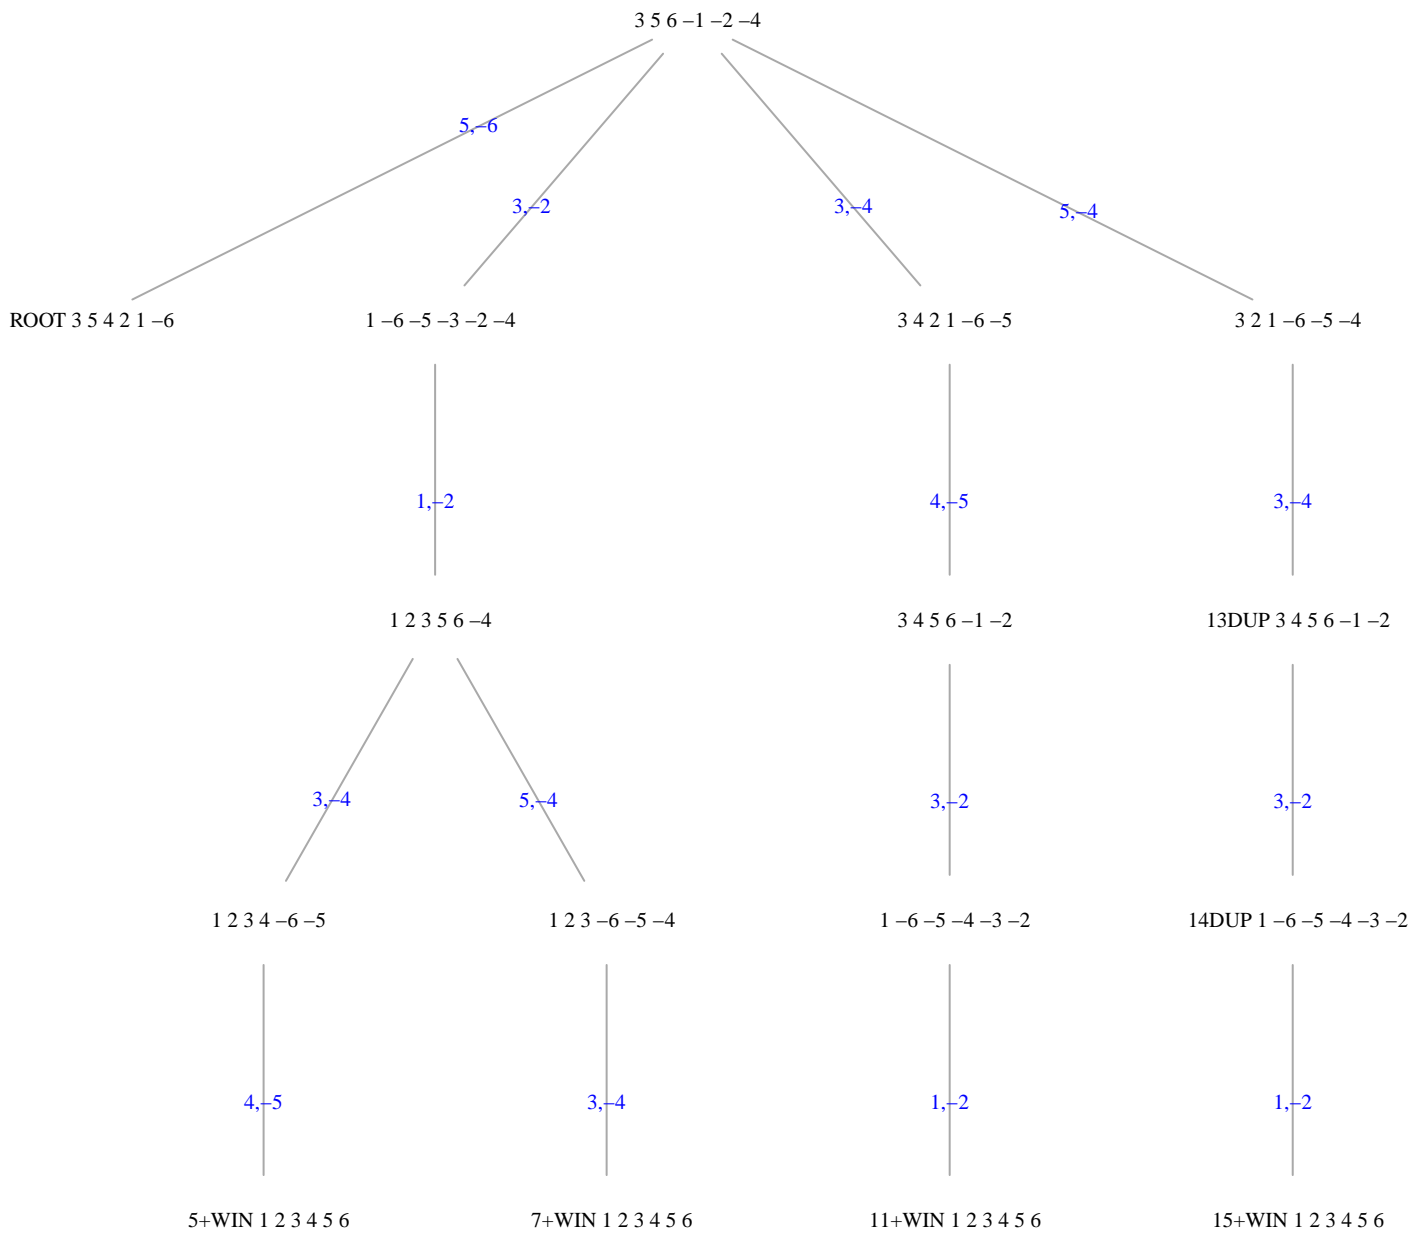 3 5 6 –1 –2 –4
5,–6
3,–2
3,–4
5,–4
ROOT 3 5 4 2 1 –6
1 –6 –5 –3 –2 –4
3 4 2 1 –6 –5
3 2 1 –6 –5 –4
1,–2
4,–5
3,–4
1 2 3 5 6 –4
3 4 5 6 –1 –2
13DUP 3 4 5 6 –1 –2
3,–4
5,–4
3,–2
3,–2
1 2 3 4 –6 –5
1 2 3 –6 –5 –4
1 –6 –5 –4 –3 –2
14DUP 1 –6 –5 –4 –3 –2
4,–5
3,–4
1,–2
1,–2
5+WIN 1 2 3 4 5 6
7+WIN 1 2 3 4 5 6
11+WIN 1 2 3 4 5 6
15+WIN 1 2 3 4 5 6